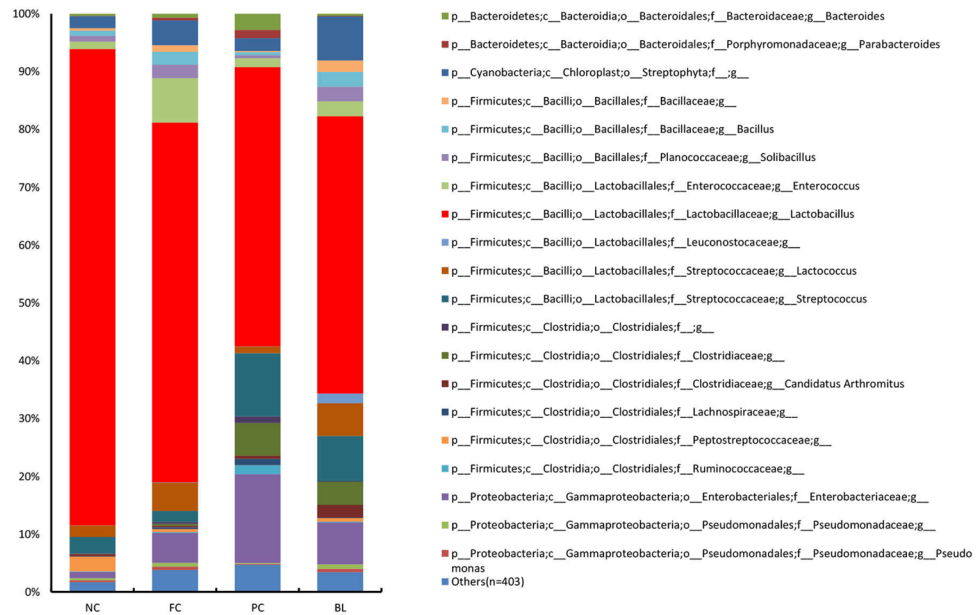 100%
90%
80%
70%
60%
50%
40%
30%
20%
10%
0%
NC FC PC BL
p__Bacteroidetes;c__Bacteroidia;o__Bacteroidales;f__Bacteroidaceae;g__Bacteroides
p__Bacteroidetes;c__Bacteroidia;o__Bacteroidales;f__Porphyromonadaceae;g__Parabacteroides
p__Cyanobacteria;c__Chloroplast;o__Streptophyta;f__;g__
p__Firmicutes;c__Bacilli;o__Bacillales;f__Bacillaceae;g__
p__Firmicutes;c__Bacilli;o__Bacillales;f__Bacillaceae;g__Bacillus
p__Firmicutes;c__Bacilli;o__Bacillales;f__Planococcaceae;g__Solibacillus
p__Firmicutes;c__Bacilli;o__Lactobacillales;f__Enterococcaceae;g__Enterococcus
p__Firmicutes;c__Bacilli;o__Lactobacillales;f__Lactobacillaceae;g__Lactobacillus
p__Firmicutes;c__Bacilli;o__Lactobacillales;f__Leuconostocaceae;g__
p__Firmicutes;c__Bacilli;o__Lactobacillales;f__Streptococcaceae;g__Lactococcus
p__Firmicutes;c__Bacilli;o__Lactobacillales;f__Streptococcaceae;g__Streptococcus
p__Firmicutes;c__Clostridia;o__Clostridiales;f__;g__
p__Firmicutes;c__Clostridia;o__Clostridiales;f__Clostridiaceae;g__
p__Firmicutes;c__Clostridia;o__Clostridiales;f__Clostridiaceae;g__Candidatus Arthromitus
p__Firmicutes;c__Clostridia;o__Clostridiales;f__Lachnospiraceae;g__
p__Firmicutes;c__Clostridia;o__Clostridiales;f__Peptostreptococcaceae;g__
p__Firmicutes;c__Clostridia;o__Clostridiales;f__Ruminococcaceae;g__
p__Proteobacteria;c__Gammaproteobacteria;o__Enterobacteriales;f__Enterobacteriaceae;g__
p__Proteobacteria;c__Gammaproteobacteria;o__Pseudomonadales;f__Pseudomonadaceae;g__
p__Proteobacteria;c__Gammaproteobacteria;o__Pseudomonadales;f__Pseudomonadaceae;g__Pseudo
monas
Others(n=403)